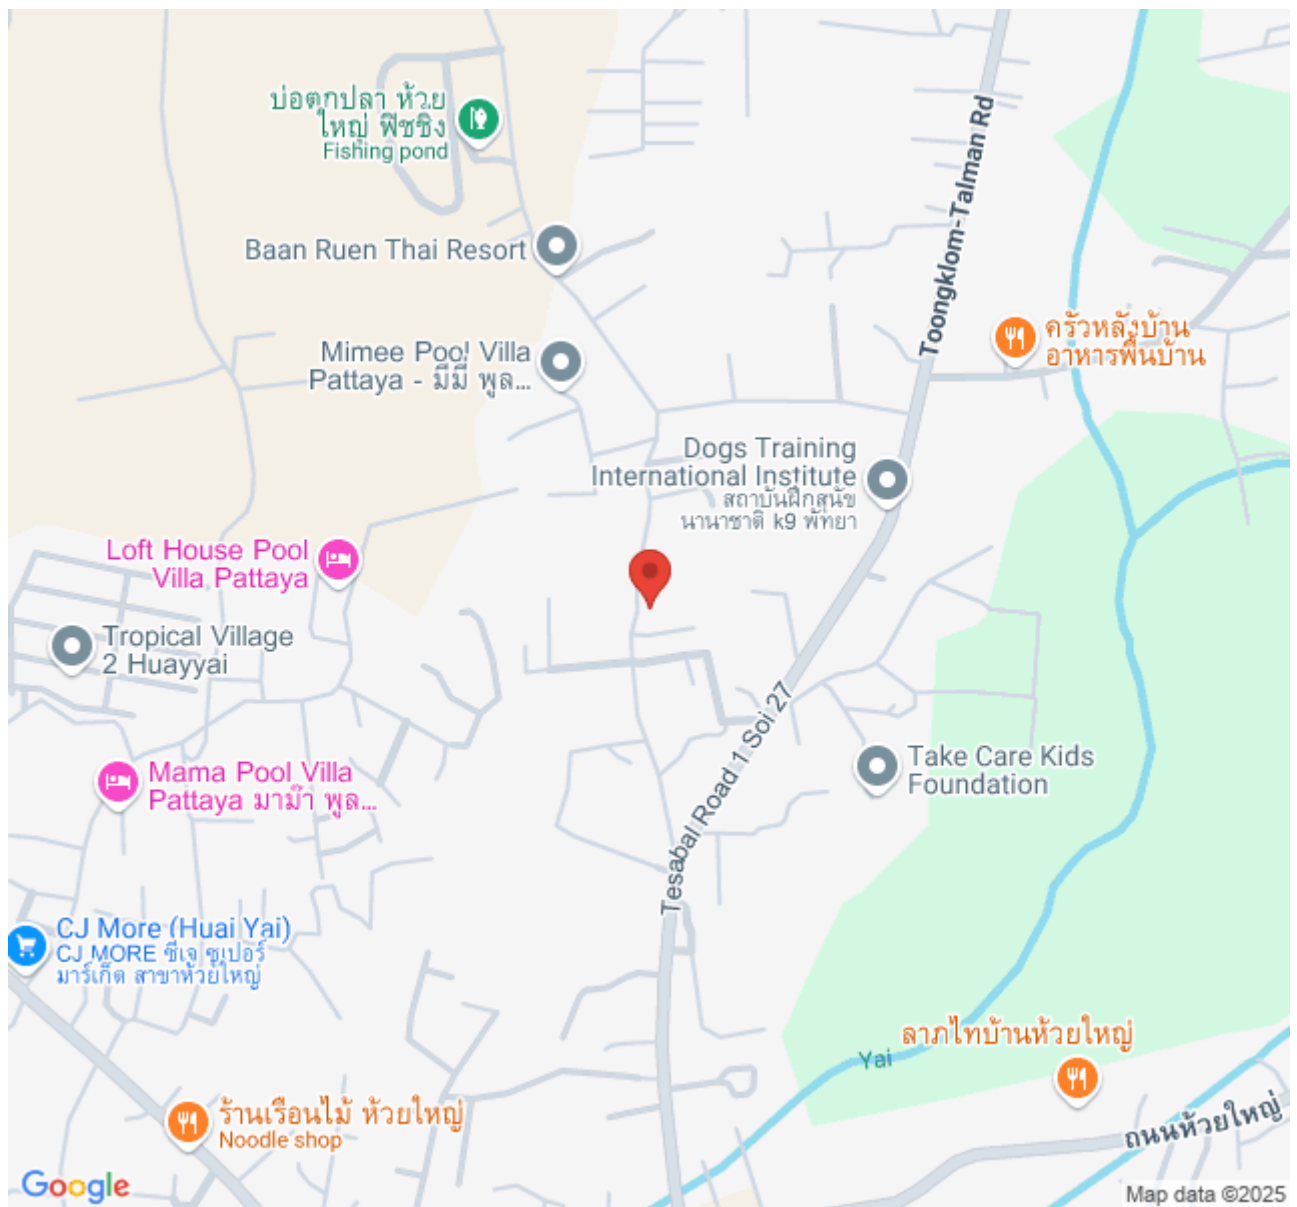 บ่อตกปลา ห้วย
ใหญ่ ฟิชชิ่ง
Fishing pond
Toongklom-Talman Rd
Baan Ruen Thai Resort
ครัวหลังบ้าน
อาหารพื้นบ้าน
Mimee Pool Villa
Pattaya - มีมี่ พูล...
Dogs Training
International Institute
สถาบันฝึกสุนัข
นานาชาติ k9 พัทยา
Loft House Pool
Villa Pattaya
Tropical Village
2 Huayyai
Tesabal Road 1 Soi 27
Take Care Kids
Foundation
Mama Pool Villa
Pattaya มาม๊า พูล...
CJ More (Huai Yai)
CJ MORE ซีเจ ซูเปอร์
มาร์เก็ต สาขาห้วยใหญ่
ลาภไทบ้านห้วยใหญ่
Yai
ร้านเรือนไม้ ห้วยใหญ่
Noodle shop
ถนนห้วยใหญ่
Google
Map data ©2025